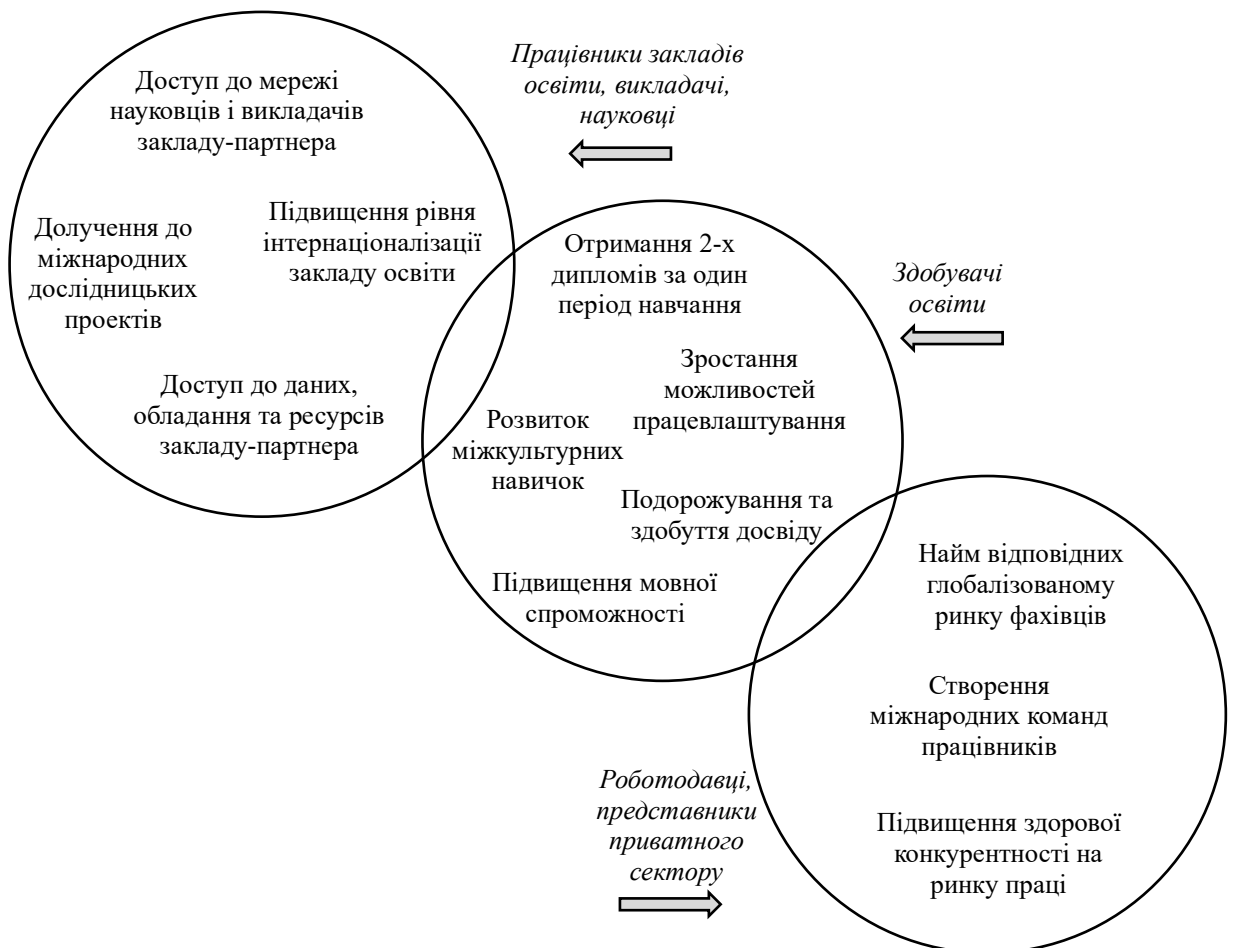 Доступ до мережі
науковців і викладачів
закладу-партнера
Долучення до
міжнародних
дослідницьких
проектів
Підвищення рівня
інтернаціоналізації
закладу освіти
Доступ до даних,
обладання та ресурсів
закладу-партнера
Працівники закладів
освіти, викладачі,
науковці
Отримання 2-х
дипломів за один
період навчання
Зростання
можливостей
працевлаштування
Розвиток
міжкультурних
навичок
Подорожування та
здобуття досвіду
Підвищення мовної
спроможності
Здобувачі
освіти
Найм відповідних
глобалізованому
ринку фахівців
Створення
міжнародних команд
працівників
Підвищення здорової
конкурентності на
ринку праці
Роботодавці,
представники
приватного
сектору